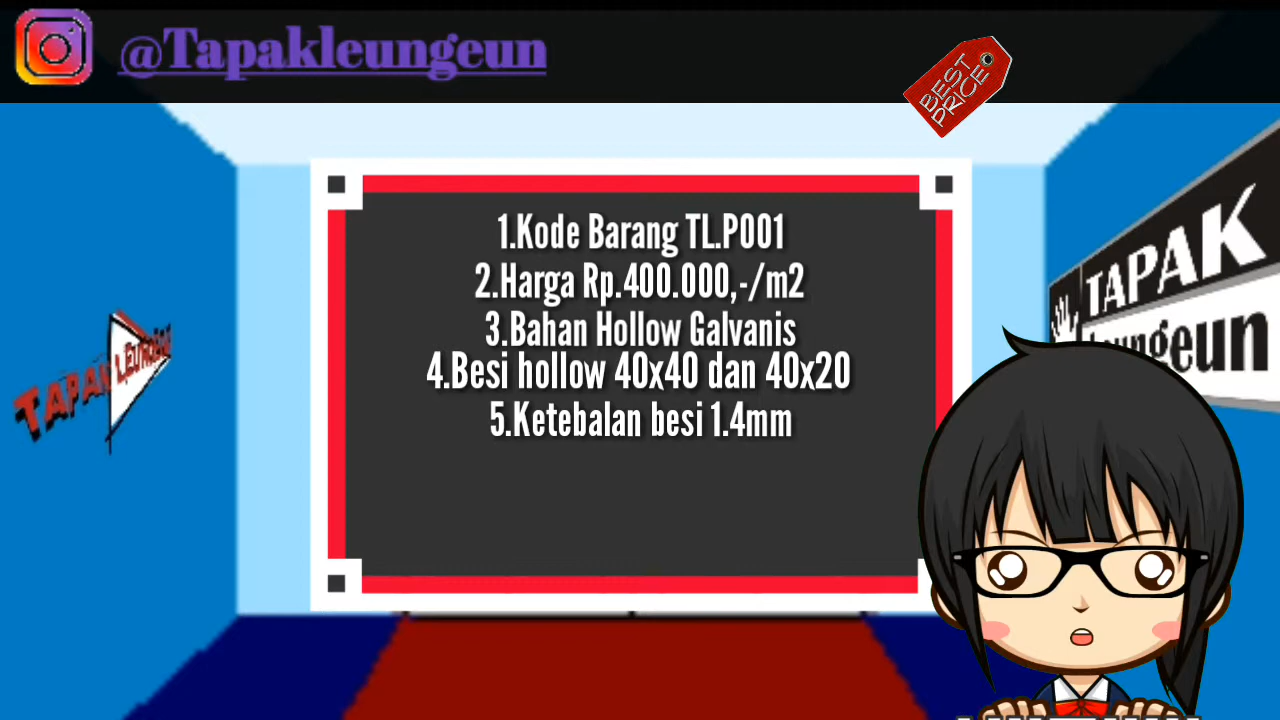 @Tapakleungeun
BEST
PRICE
1.Kode Barang TL.P001
2.Harga Rp.400.000,-/m2
3.Bahan Hollow Galvanis
4.Besi hollow 40x40 dan 40x20
5.Ketebalan besi 1.4mm
TAPAK
leungeun
TAPAK LEUNGEUN